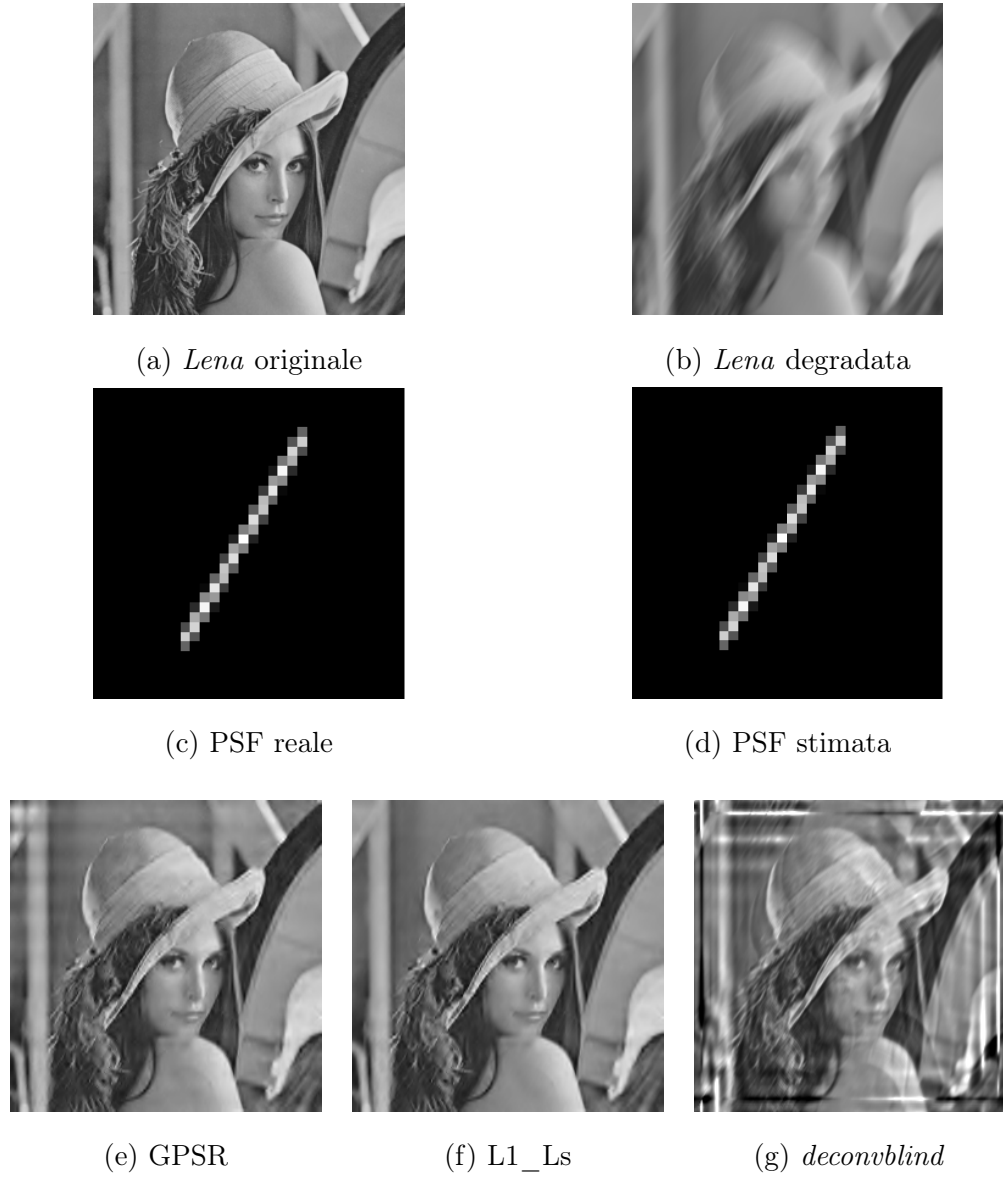 (a) Lena originale
(b) Lena degradata
(c) PSF reale
(d) PSF stimata
(e) GPSR
(f) L1_Ls
(g) deconvblind